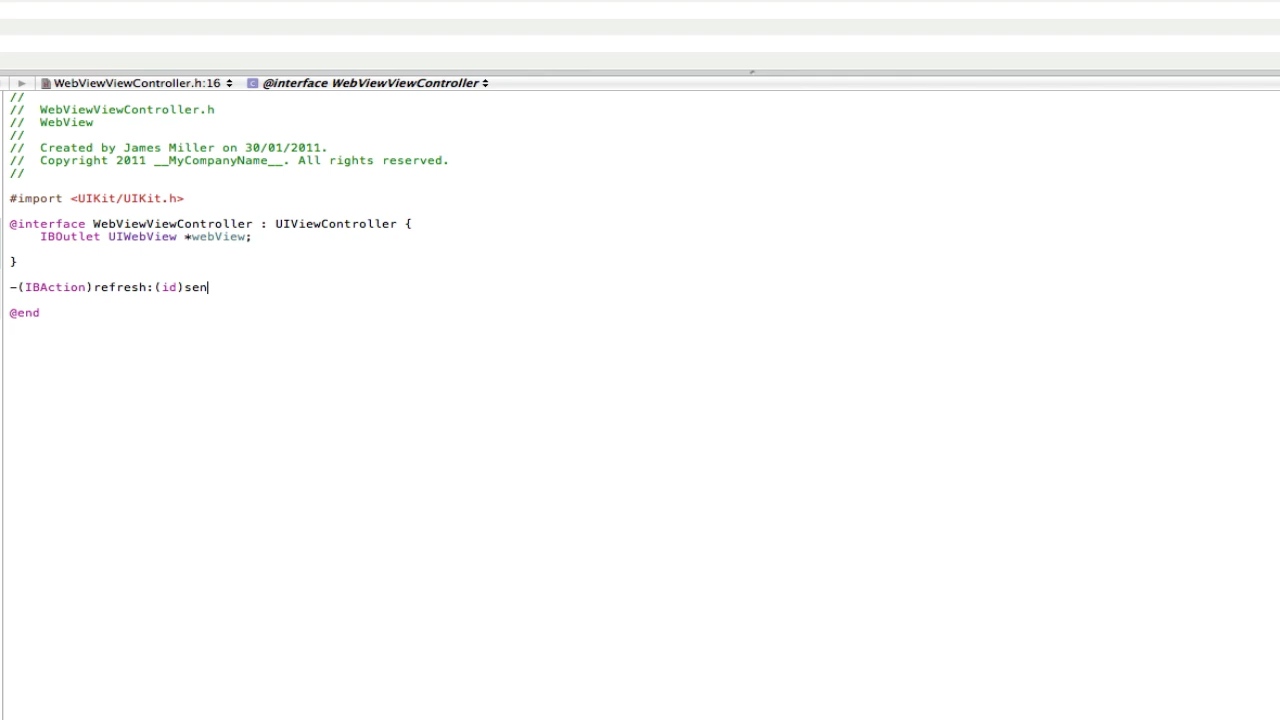 WebViewViewController.h:16 @interface WebViewViewController
//
// WebViewViewController.h
// WebView
//
// Created by James Miller on 30/01/2011.
// Copyright 2011 __MyCompanyName__. All rights reserved.
//
#import <UIKit/UIKit.h>
@interface WebViewViewController : UIViewController {
IBOutlet UIWebView *webView;
}
-(IBAction)refresh:(id)sen
@end